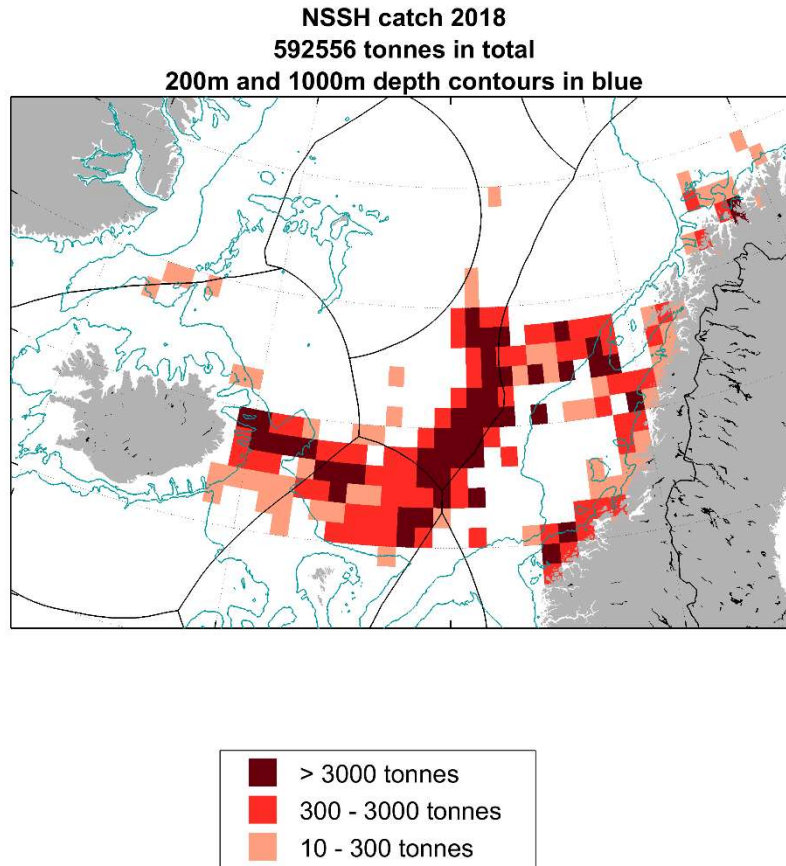 NSSH catch 2018
592556 tonnes in total
200m and 1000m depth contours in blue
> 3000 tonnes
300 - 3000 tonnes
10 - 300 tonnes